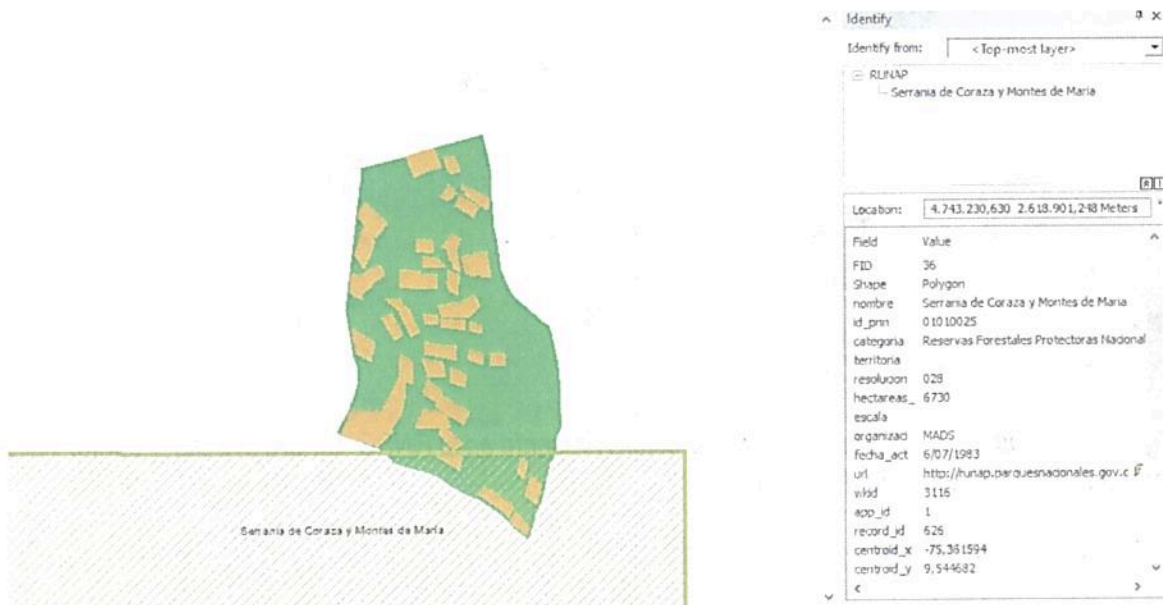 Identify
Identify from: <Top-most layer>
RUNAP
Serrania de Coraza y Montes de Maria
Location: 4.743.230,630 2.618.901,248 Meters
Field Value
FID 36
Shape Polygon
nombre Serrania de Coraza y Montes de Maria
id_pnn 01010025
categoria Reservas Forestales Protectoras Nacional
territoria
resolucion 028
hectareas_ 6730
escala
organizaci MADS
fecha_act 6/07/1983
url http://runap.parquesnacionales.gov.c
wkid 3116
app_id 1
record_id 626
centroid_x -75,361594
centroid_y 9,544682
Serrania de Coraza y Montes de María